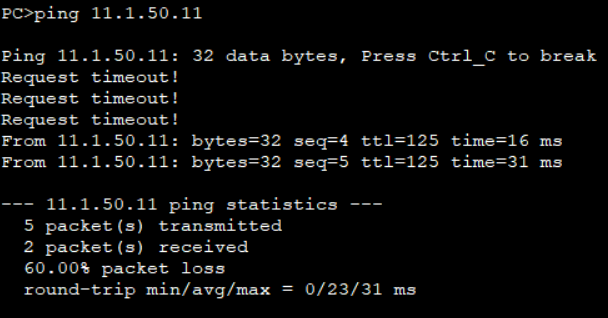 PC>ping 11.1.50.11
Ping 11.1.50.11: 32 data bytes, Press Ctrl_C to break
Request timeout!
Request timeout!
Request timeout!
From 11.1.50.11: bytes=32 seq=4 ttl=125 time=16 ms
From 11.1.50.11: bytes=32 seq=5 ttl=125 time=31 ms
--- 11.1.50.11 ping statistics ---
5 packet(s) transmitted
2 packet(s) received
60.00% packet loss
round-trip min/avg/max = 0/23/31 ms